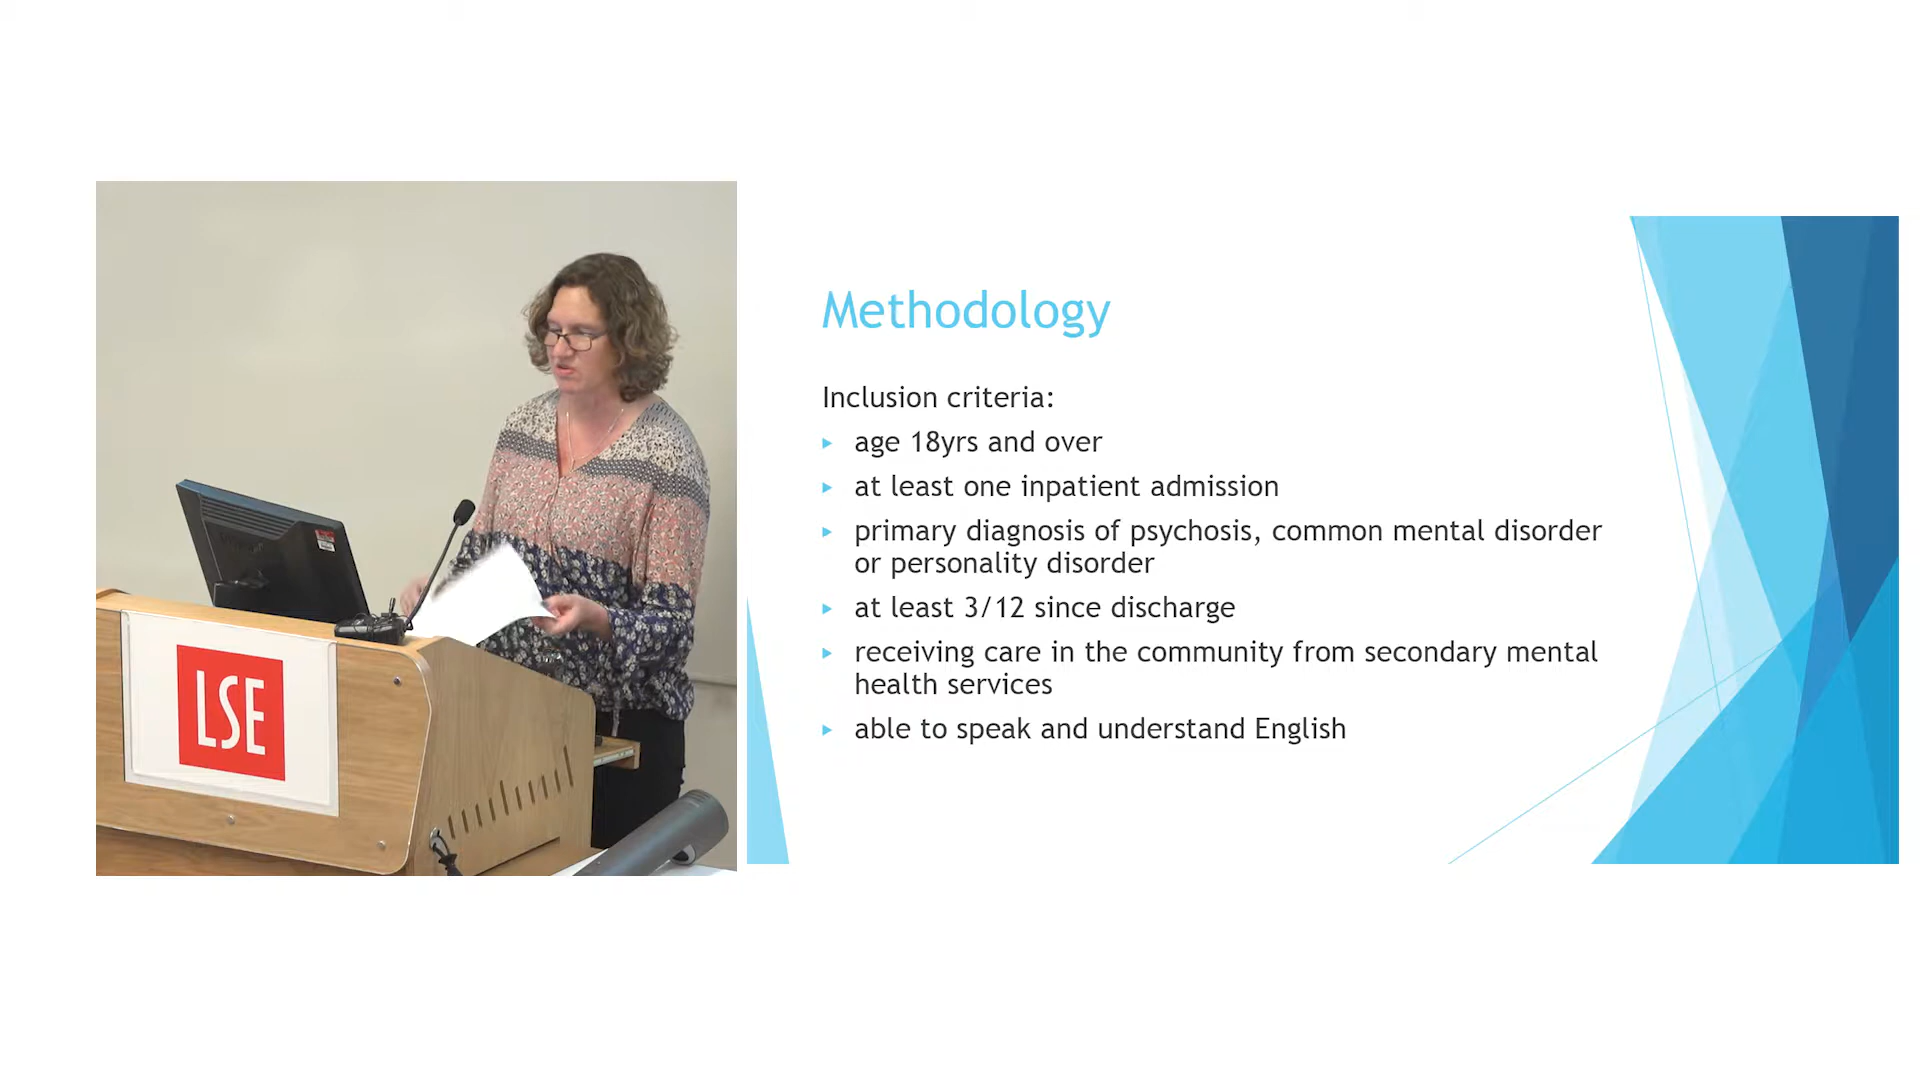 LSE
Methodology
Inclusion criteria:
age 18yrs and over
at least one inpatient admission
primary diagnosis of psychosis, common mental disorder
or personality disorder
at least 3/12 since discharge
receiving care in the community from secondary mental
health services
able to speak and understand English